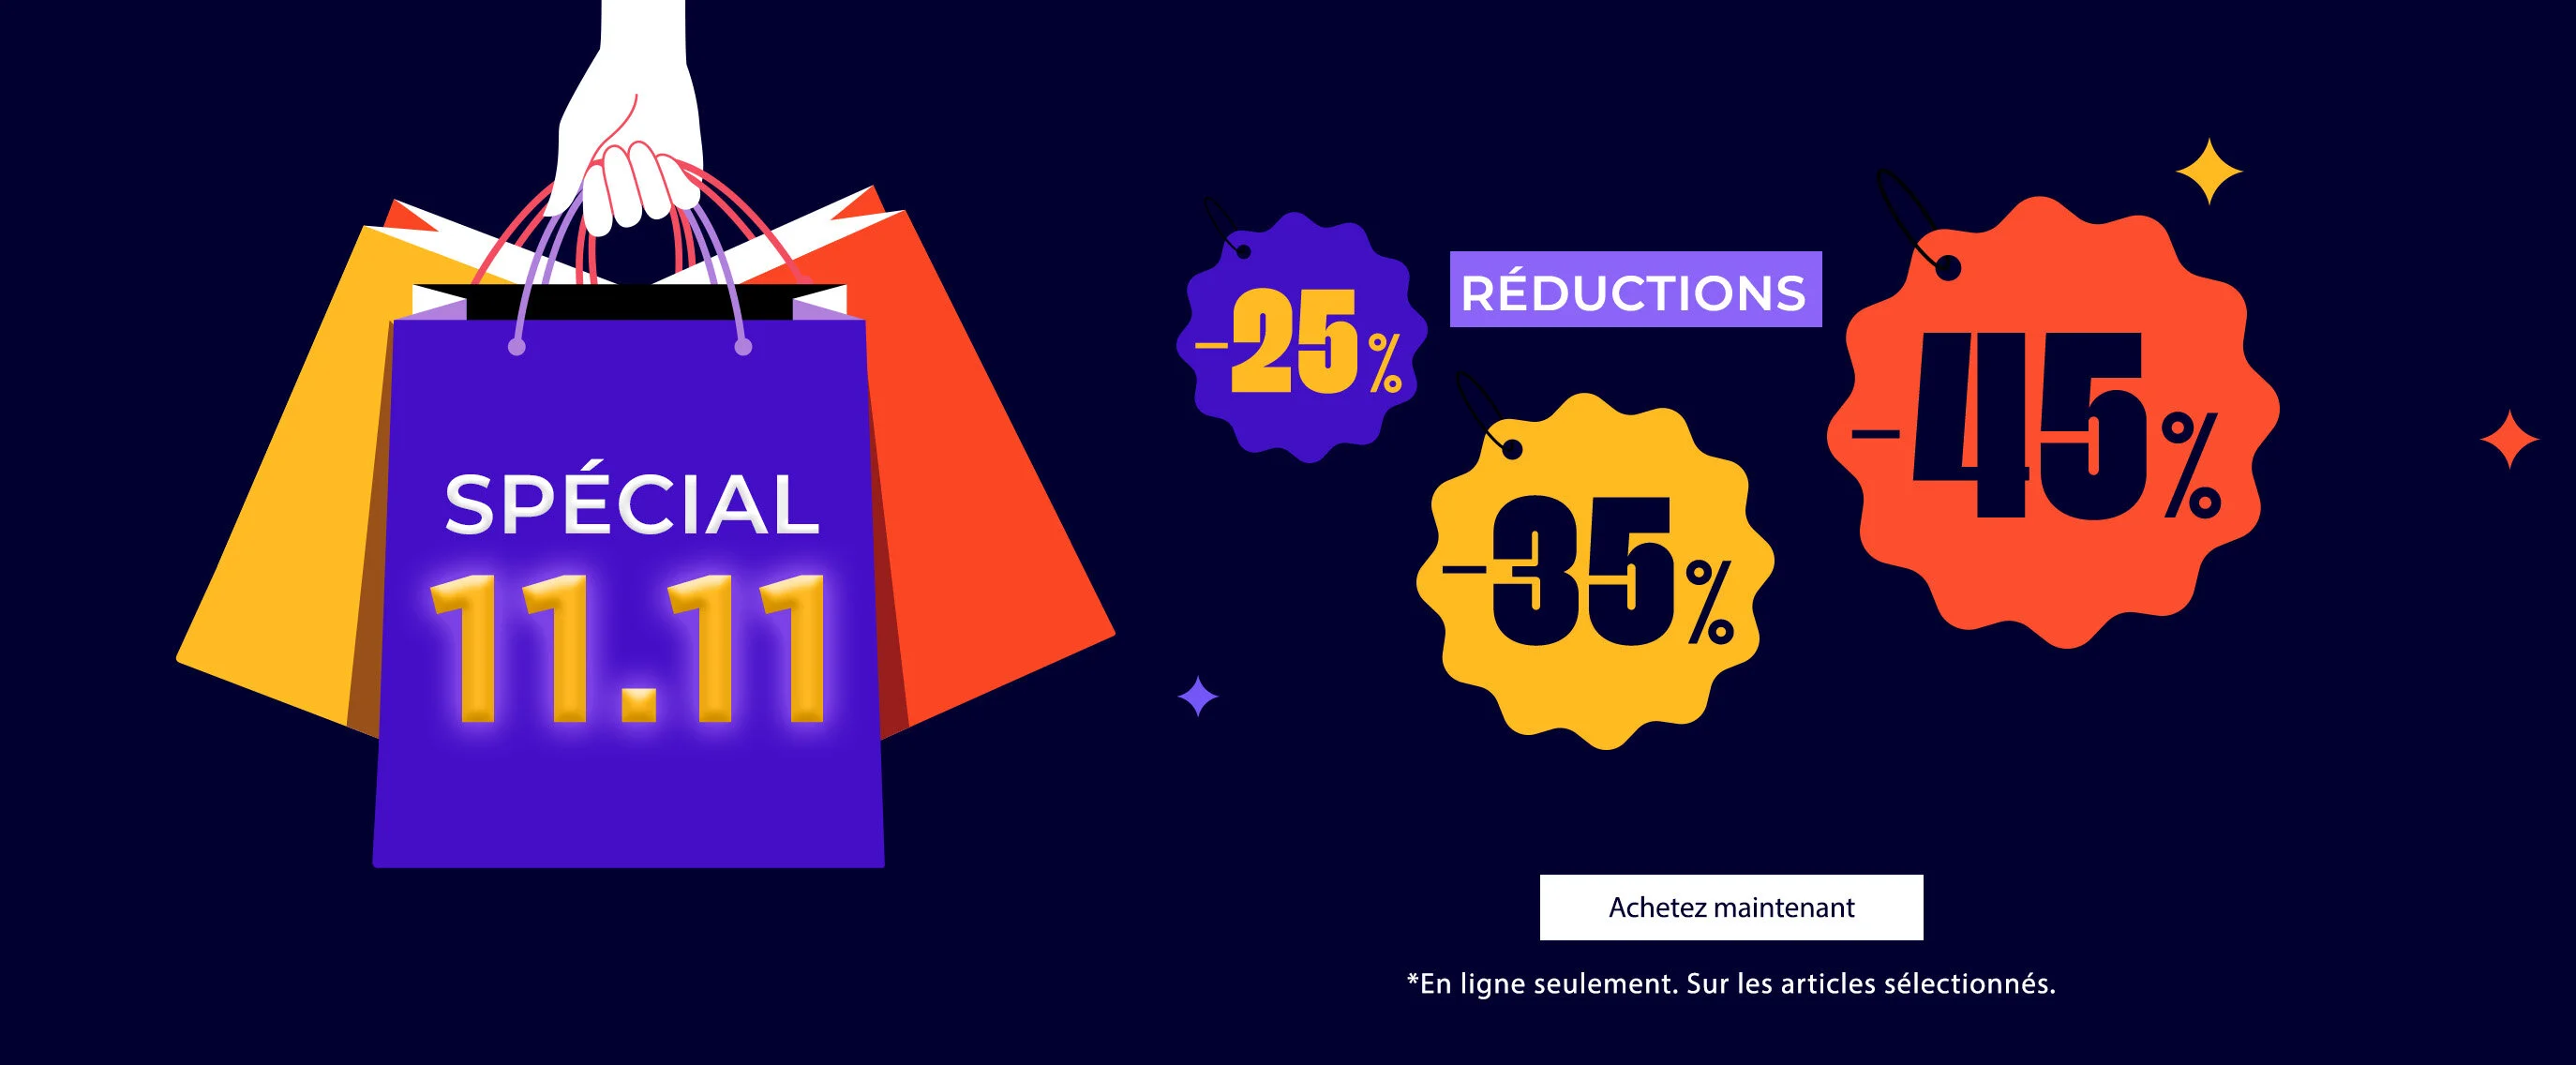 SPÉCIAL
11.11
RÉDUCTIONS
-25%
-35%
-45%
Achetez maintenant
*En ligne seulement. Sur les articles sélectionnés.